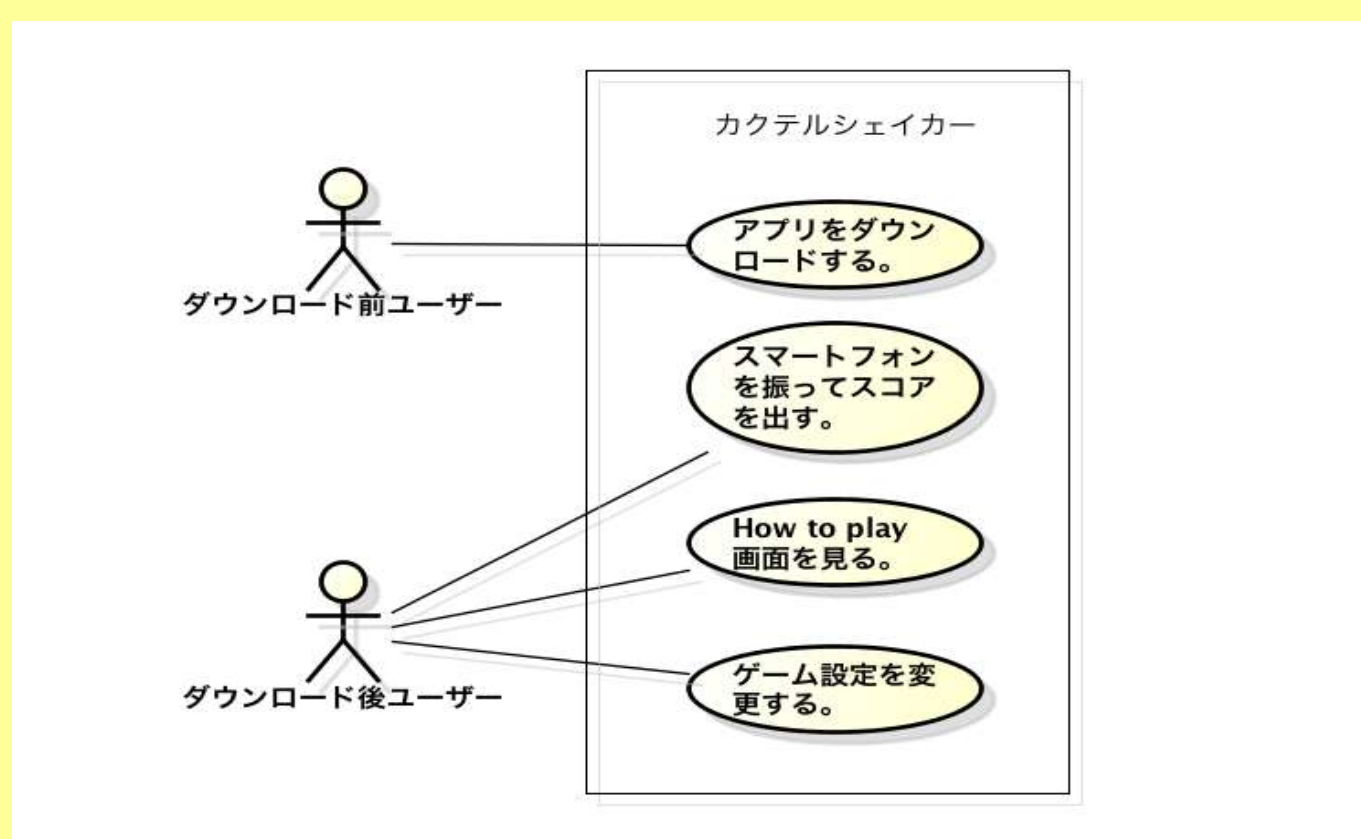 カクテルシェイカー
アプリをダウン
ロードする。
ダウンロード前ユーザー
スマートフォン
を振ってスコア
を出す。
How to play
画面を見る。
ゲーム設定を変
更する。
ダウンロード後ユーザー